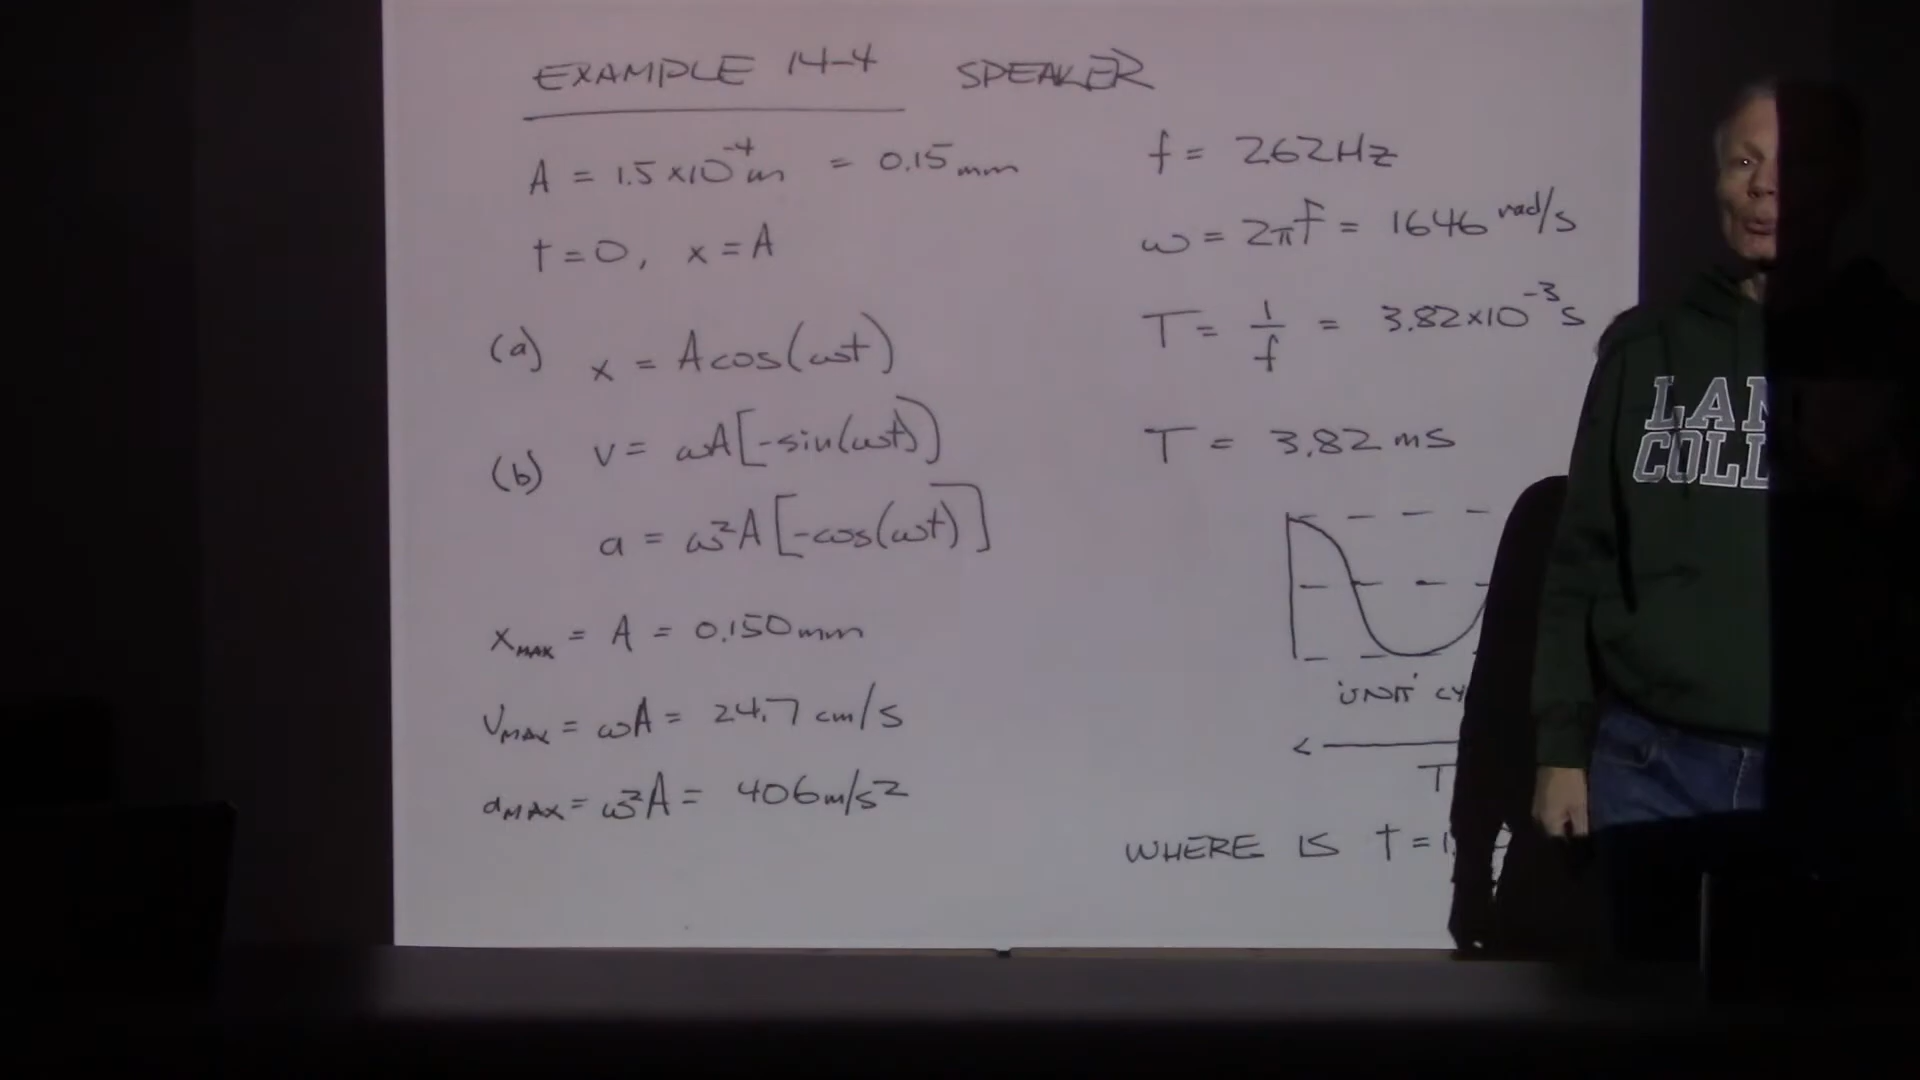 EXAMPLE 14-4 SPEAKER
A = 1.5 ×10⁻⁴ m = 0.15 mm
t = 0, x = A
(a) x = A cos(ωt)
(b) v = ωA[-sin(ωt)]
a = ω²A[-cos(ωt)]
x_MAX = A = 0.150 mm
V_MAX = ωA = 24.7 cm/s
a_MAX = ω²A = 406 m/s²
f = 262 Hz
ω = 2πf = 1646 rad/s
T = 1/f = 3.82×10⁻³ s
T = 3.82 ms
'UNIT' CY
T
WHERE IS t = 1.
LAN
COLL